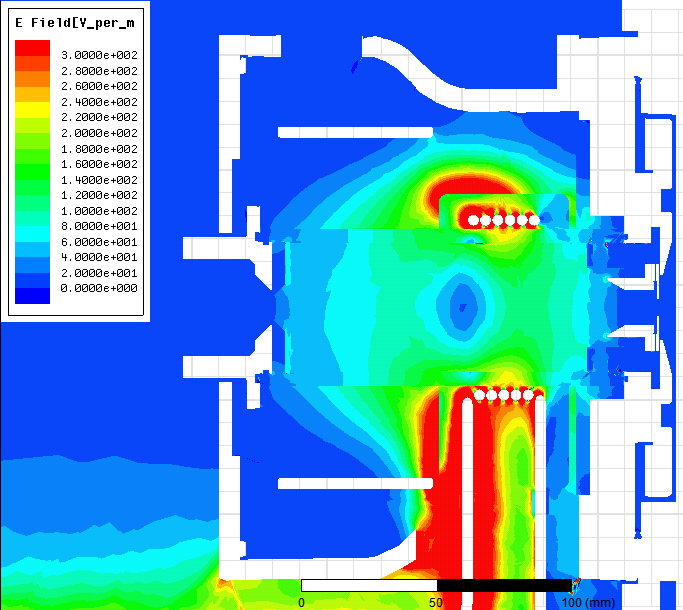 E Field[V_per_m
3.0000e+002
2.8000e+002
2.6000e+002
2.4000e+002
2.2000e+002
2.0000e+002
1.8000e+002
1.6000e+002
1.4000e+002
1.2000e+002
1.0000e+002
8.0000e+001
6.0000e+001
4.0000e+001
2.0000e+001
0.0000e+000
0 50 100 (mm)